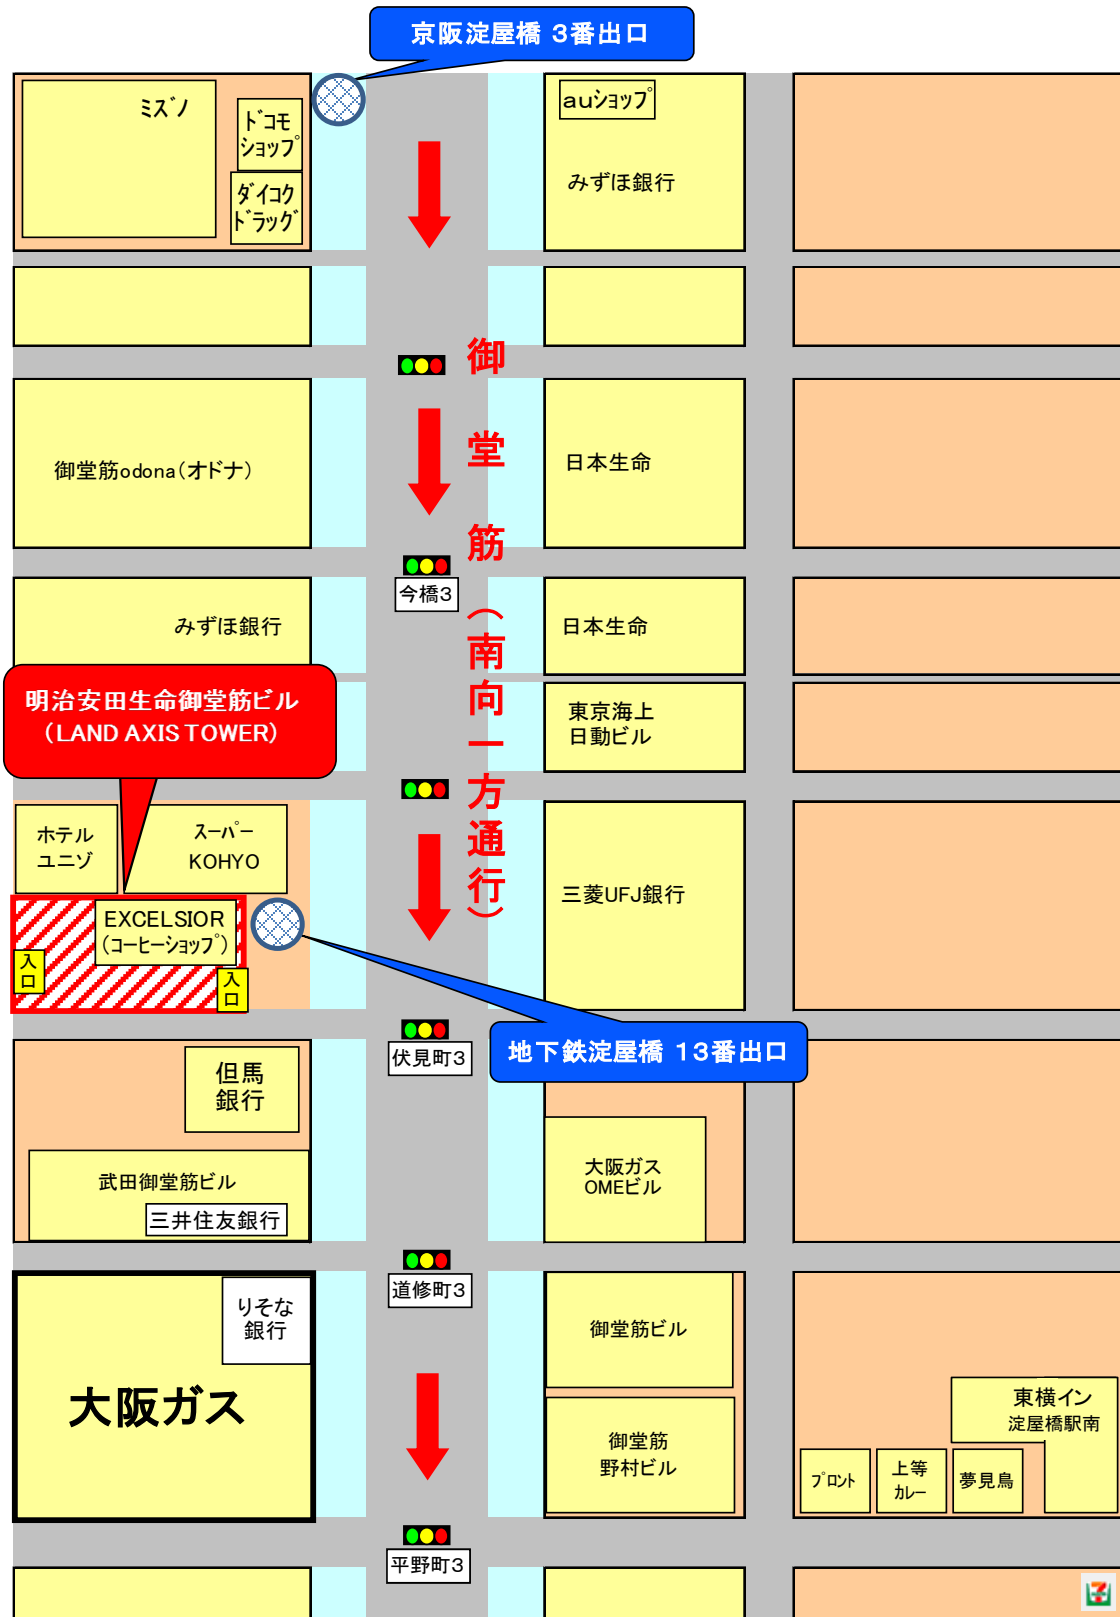 京阪淀屋橋 3番出口
ミズノ
ドコモ
ショップ
ダイコク
ドラッグ
auショップ
みずほ銀行
御堂筋（南向一方通行）
御堂筋odona（オドナ）
日本生命
今橋3
みずほ銀行
日本生命
明治安田生命御堂筋ビル
（LAND AXIS TOWER）
東京海上
日動ビル
ホテル
ユニゾ
スーパー
KOHYO
三菱UFJ銀行
EXCELSIOR
（コーヒーショップ）
入口
入口
地下鉄淀屋橋 13番出口
伏見町3
但馬
銀行
武田御堂筋ビル
三井住友銀行
大阪ガス
OMEビル
道修町3
りそな
銀行
大阪ガス
御堂筋ビル
御堂筋
野村ビル
東横イン
淀屋橋駅南
プロント
上等
カレー
夢見鳥
平野町3
7